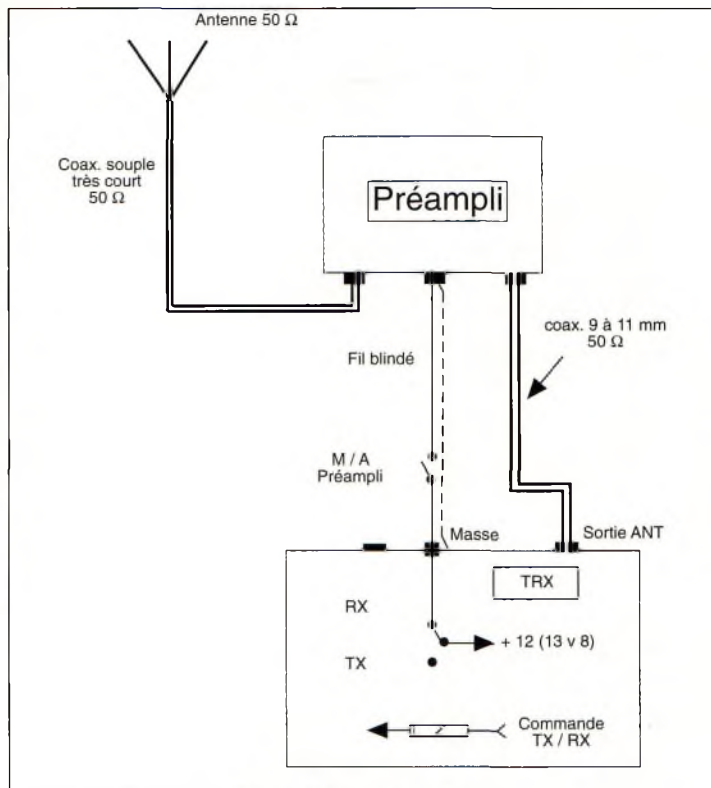 Antenne 50 Ω
Coax. souple
très court
50 Ω
Préampli
coax. 9 à 11 mm
50 Ω
Fil blindé
M / A
Préampli
Masse
Sortie ANT
TRX
RX
+ 12 (13 v 8)
TX
Commande
TX / RX